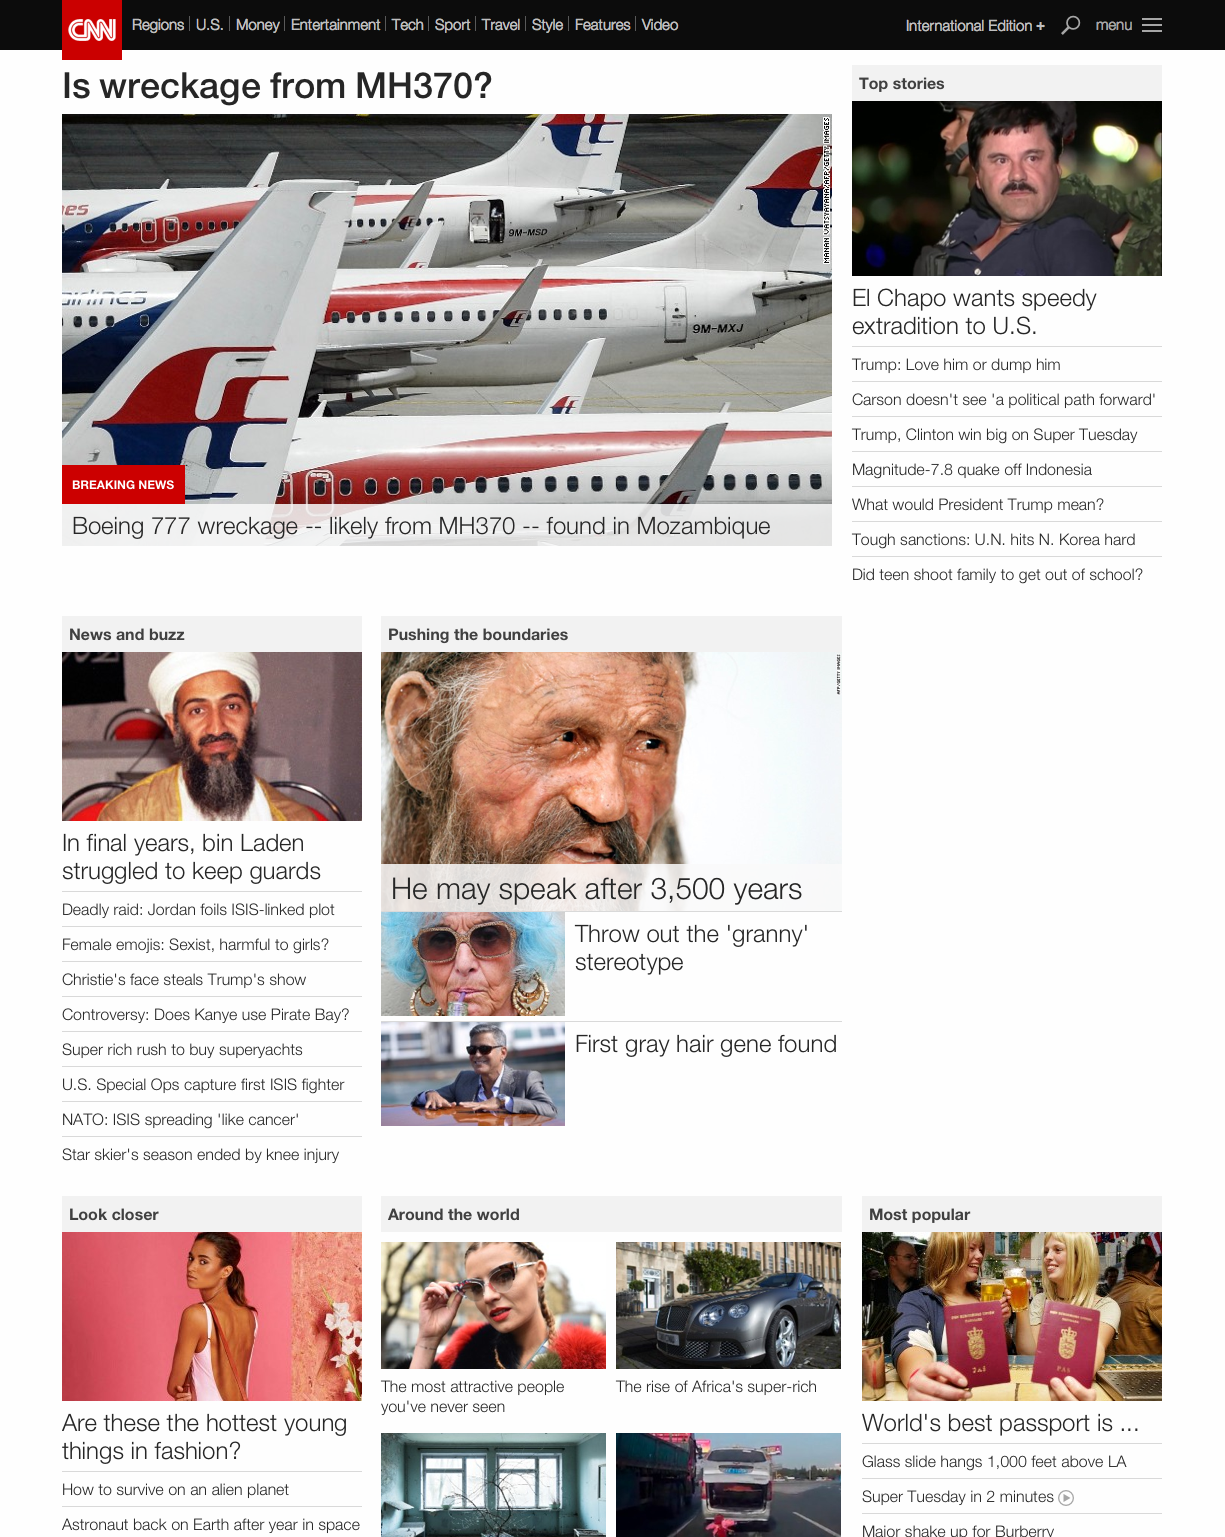 CNN
Regions U.S. Money Entertainment Tech Sport Travel Style Features Video
International Edition + menu
Is wreckage from MH370?
MANAN VATSYAYANA/AFP/GETTY IMAGES
9M-MSD
airlines
9M-MXJ
BREAKING NEWS
Boeing 777 wreckage -- likely from MH370 -- found in Mozambique
Top stories
El Chapo wants speedy
extradition to U.S.
Trump: Love him or dump him
Carson doesn't see 'a political path forward'
Trump, Clinton win big on Super Tuesday
Magnitude-7.8 quake off Indonesia
What would President Trump mean?
Tough sanctions: U.N. hits N. Korea hard
Did teen shoot family to get out of school?
News and buzz
In final years, bin Laden
struggled to keep guards
Deadly raid: Jordan foils ISIS-linked plot
Female emojis: Sexist, harmful to girls?
Christie's face steals Trump's show
Controversy: Does Kanye use Pirate Bay?
Super rich rush to buy superyachts
U.S. Special Ops capture first ISIS fighter
NATO: ISIS spreading 'like cancer'
Star skier's season ended by knee injury
Pushing the boundaries
AFP/GETTY IMAGES
He may speak after 3,500 years
Throw out the 'granny'
stereotype
First gray hair gene found
Look closer
Are these the hottest young
things in fashion?
How to survive on an alien planet
Astronaut back on Earth after year in space
Around the world
The most attractive people
you've never seen
The rise of Africa's super-rich
Most popular
World's best passport is ...
Glass slide hangs 1,000 feet above LA
Super Tuesday in 2 minutes
Major shake up for Burberry